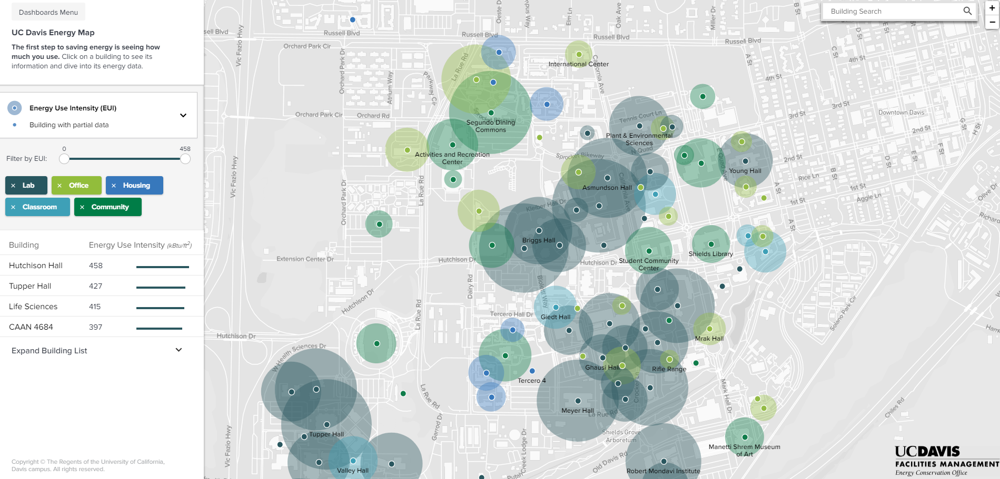 Dashboards Menu
UC Davis Energy Map
The first step to saving energy is seeing how
much you use. Click on a building to see its
information and dive into its energy data.
Energy Use Intensity (EUI)
Building with partial data
0
458
Filter by EUI:
× Lab
× Office
× Housing
× Classroom
× Community
Building
Energy Use Intensity (kBtu/ft²)
Hutchison Hall 458
Tupper Hall 427
Life Sciences 415
CAAN 4684 397
Expand Building List
Copyright © The Regents of the University of California,
Davis campus. All rights reserved.
Building Search
+
−
sell Blvd
Russell Blvd
Russell Blvd
Russell Blvd
Russell Blvd
Vic Fazio Hwy
Oeste D
Elm Ln
Oak Ave
Miller Dr
B St
D St
E St
Orchard Park Cir
Orchard Park Dr
La Rue Rd
International Center
California Ave
A St
C St
4th St
4th St
Atrium Way
Parkway Cir
3rd St
3rd St
Downtown Davis
Orchard Park Cir
Orchard Rd
Sprocket Bikeway
Segundo Dining
Commons
Tennis Court Ln
Plant & Environmental
Sciences
N Quad
2nd St
G St
H St
Activities and Recreation
Center
Sprocket Bikeway
E Quad Ave
Young Hall
2nd St
D St
E St
F St
Vic Fazio Hwy
Orchard Park Dr
La Rue Rd
Asmundson Hall
California Ave
Rice Ln
B St
1st St
A St
1st St
Aggie Ln
Olive Dr
Richard
Kleiber Hall Dr
A St
Briggs Hall
Extension Center Dr
Hutchison Dr
Hutchison Dr
Student Community
Center
Shields Library
Dairy Rd
Bioletti Way
Hutchison Dr
La Rue Rd
Tercero Hall Dr
Giedt Hall
Solano Park Cir
Ham
Hutchison Dr
Mrak Hall
W Health Sciences Dr
Ghausi Hall
Rifle Range
Tercero 4
Crocker Ln
Mark Hall Dr
La Rue Rd
Meyer Hall
La Rue Rd
Chiles Rd
Garrod Dr
Vic Fazio Hwy
Tupper Hall
Creek Lodge Dr
Shields Grove
Arboretum
Manetti Shrem Museum
of Art
Old Davis Rd
Valley Hall
Robert Mondavi Institute
Putah
UCDAVIS
FACILITIES MANAGEMENT
Energy Conservation Office